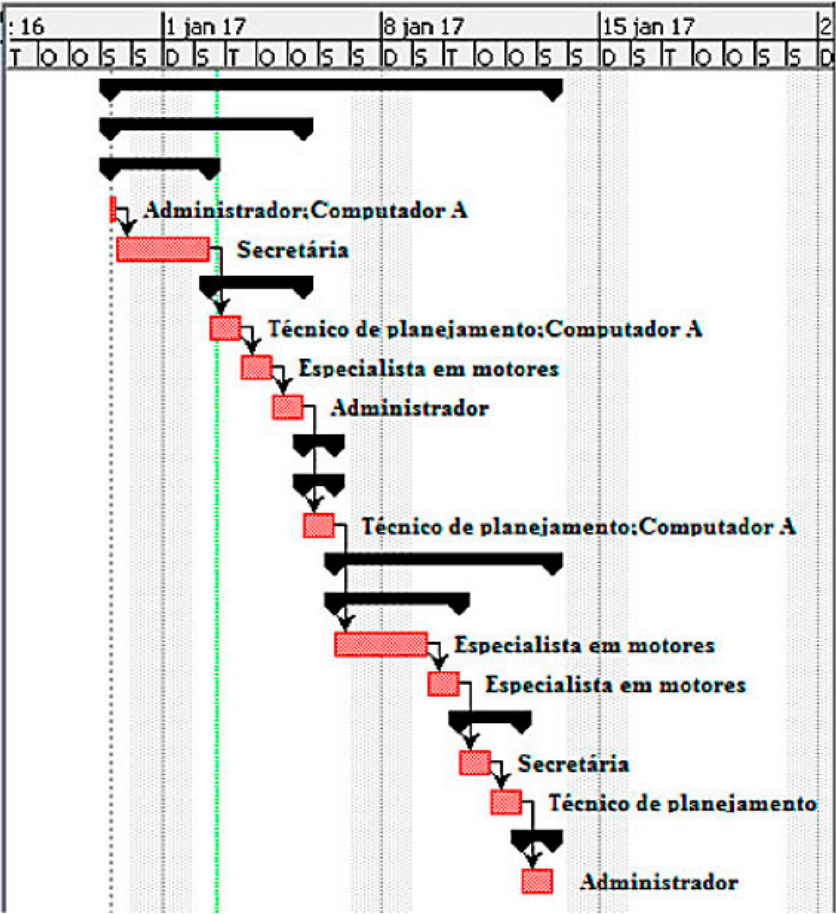 : 16 1 jan 17 8 jan 17 15 jan 17 2
T O O S S D S T O O S S D S T O O S S D S T O O S S D
Administrador;Computador A
Secretária
Técnico de planejamento;Computador A
Especialista em motores
Administrador
Técnico de planejamento;Computador A
Especialista em motores
Especialista em motores
Secretária
Técnico de planejamento
Administrador